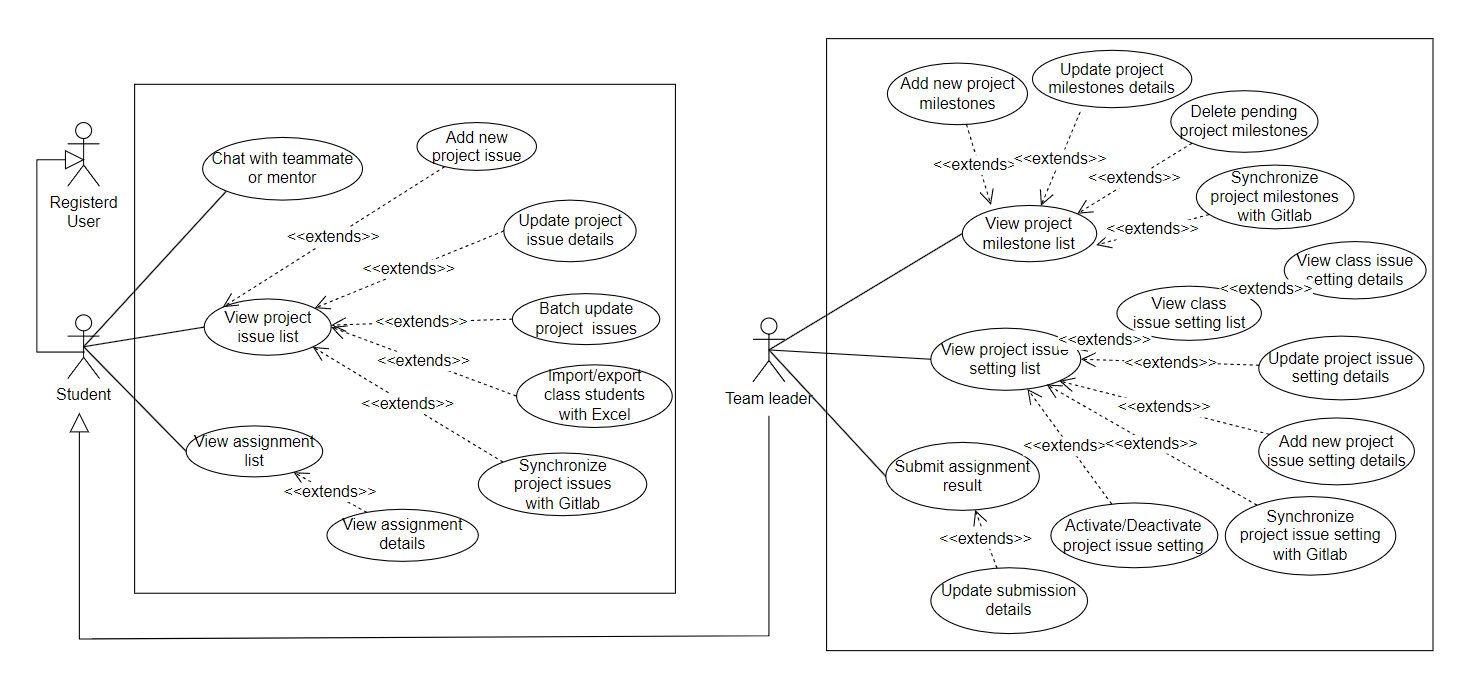 Registerd
User
Student
Chat with teammate
or mentor
Add new
project issue
<<extends>>
Update project
issue details
<<extends>>
View project
issue list
Batch update
project  issues
<<extends>>
Import/export
class students
with Excel
<<extends>>
Synchronize
project issues
with Gitlab
<<extends>>
View assignment
list
<<extends>>
View assignment
details
Team leader
Add new project
milestones
Update project
milestones details
Delete pending
project milestones
Synchronize
project milestones
with Gitlab
<<extends>
<<extends>>
<<extends>>
<<extends>>
View project
milestone list
View class issue
setting details
<<extends>>
View class
issue setting list
<<extends>>
View project issue
setting list
<<extends>>
Update project issue
setting details
<<extends>>
Add new project
issue setting details
<<extends>
<<extends>>
Submit assignment
result
Activate/Deactivate
project issue setting
Synchronize
project issue setting
with Gitlab
<<extends>>
Update submission
details